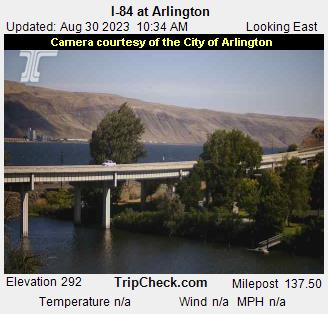 I-84 at Arlington
Updated: Aug 30 2023 10:34 AM Looking East
Camera courtesy of the City of Arlington
Elevation 292 TripCheck.com Milepost 137.50
Temperature n/a Wind n/a MPH n/a